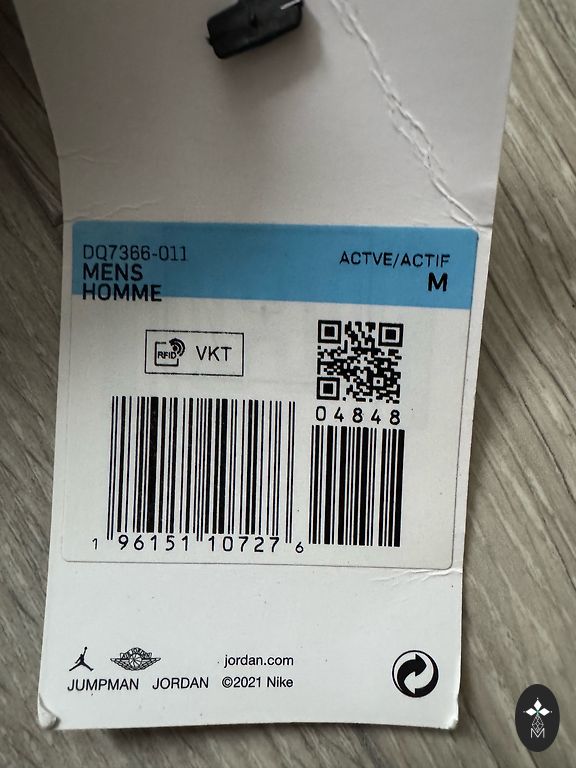 DQ7366-011
MENS
HOMME
ACTVE/ACTIF
M
RFID VKT
04848
1 96151 10727 6
jordan.com
JUMPMAN JORDAN ©2021 Nike
M